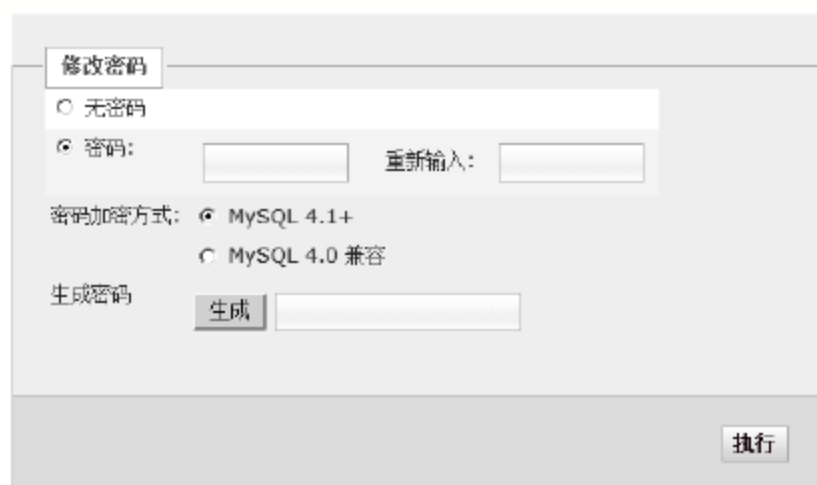 修改密码
无密码
密码: 重新输入:
密码加密方式: MySQL 4.1+
MySQL 4.0 兼容
生成密码 生成
执行